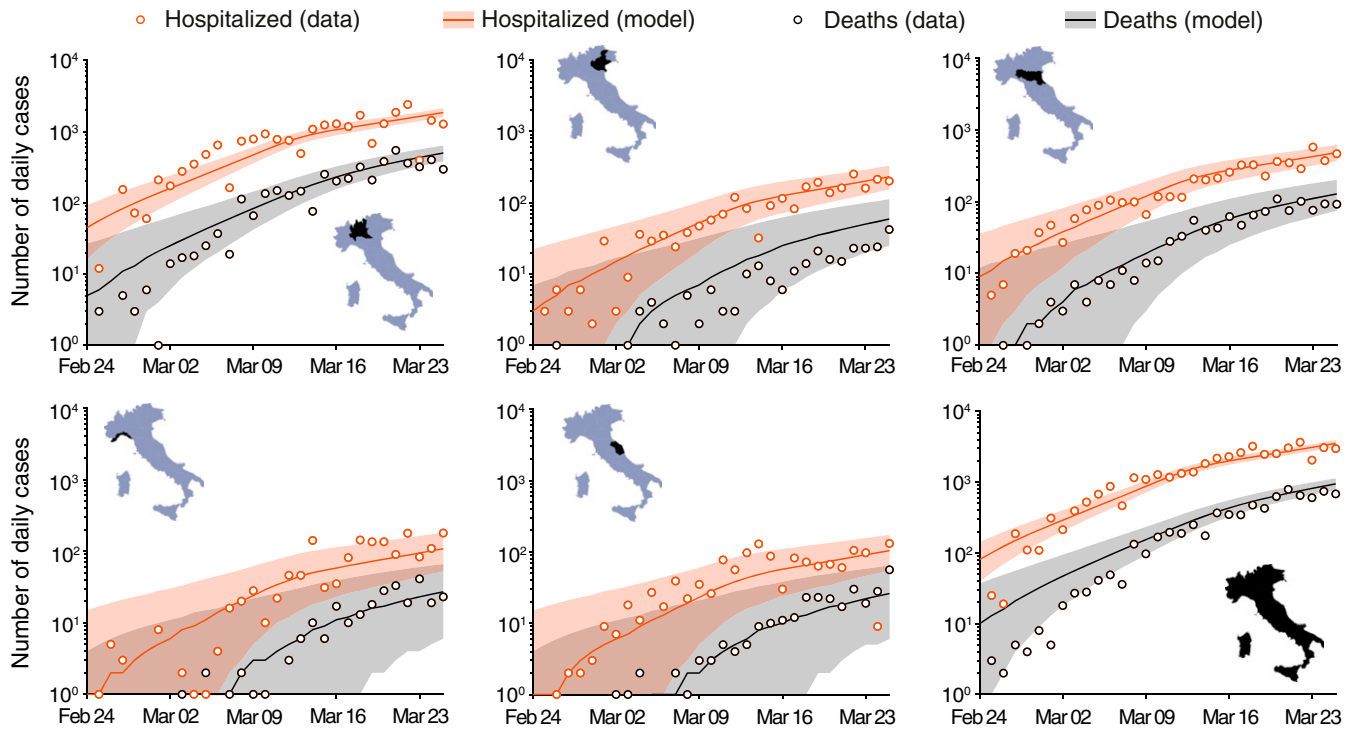 Hospitalized (data) Hospitalized (model) Deaths (data) Deaths (model)
Number of daily cases
10⁴ 10³ 10² 10¹ 10⁰
Feb 24 Mar 02 Mar 09 Mar 16 Mar 23
10⁴ 10³ 10² 10¹ 10⁰
Feb 24 Mar 02 Mar 09 Mar 16 Mar 23
10⁴ 10³ 10² 10¹ 10⁰
Feb 24 Mar 02 Mar 09 Mar 16 Mar 23
Number of daily cases
10⁴ 10³ 10² 10¹ 10⁰
Feb 24 Mar 02 Mar 09 Mar 16 Mar 23
10⁴ 10³ 10² 10¹ 10⁰
Feb 24 Mar 02 Mar 09 Mar 16 Mar 23
10⁴ 10³ 10² 10¹ 10⁰
Feb 24 Mar 02 Mar 09 Mar 16 Mar 23